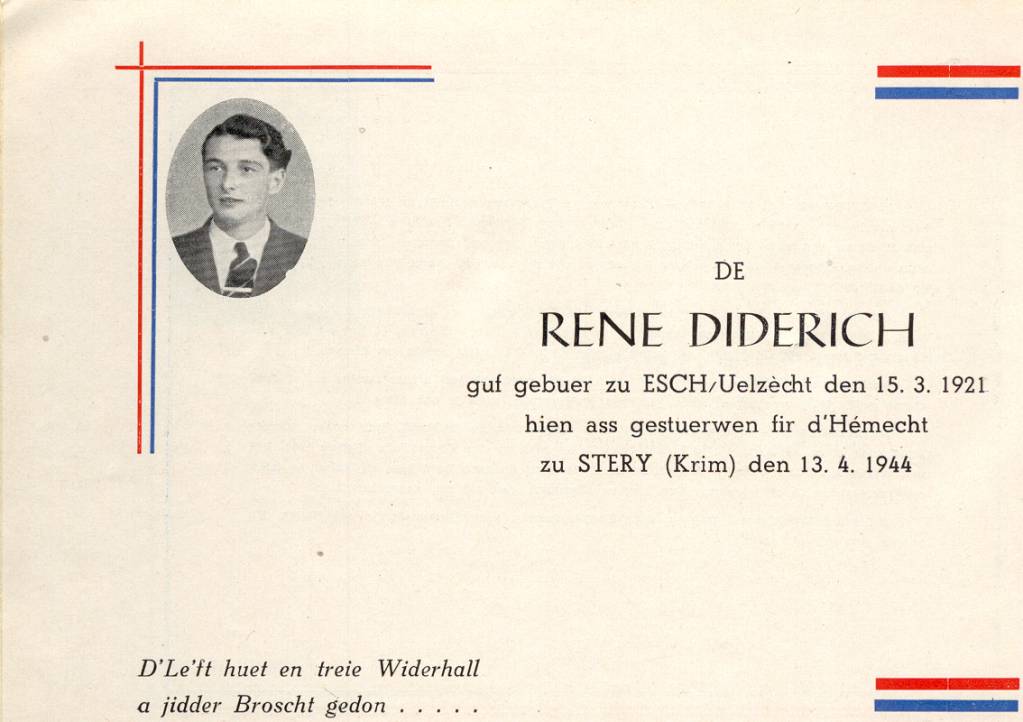 DE
RENE DIDERICH
guf gebuer zu ESCH/Uelzècht den 15. 3. 1921
hien ass gestuerwen fir d'Hémecht
zu STERY (Krim) den 13. 4. 1944
D'Le'ft huet en treie Widerhall
a jidder Broscht gedon . . . . .